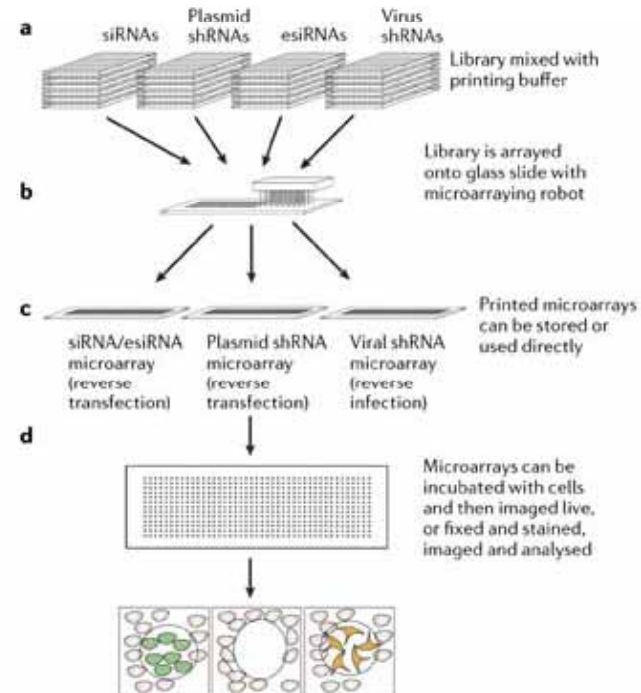 a
siRNAs
Plasmid
shRNAs
esiRNAs
Virus
shRNAs
Library mixed with
printing buffer
Library is arrayed
onto glass slide with
microarraying robot
b
c
Printed microarrays
can be stored or
used directly
siRNA/esiRNA
microarray
(reverse
transfection)
Plasmid shRNA
microarray
(reverse
transfection)
Viral shRNA
microarray
(reverse
infection)
d
Microarrays can be
incubated with cells
and then imaged live,
or fixed and stained,
imaged and analysed